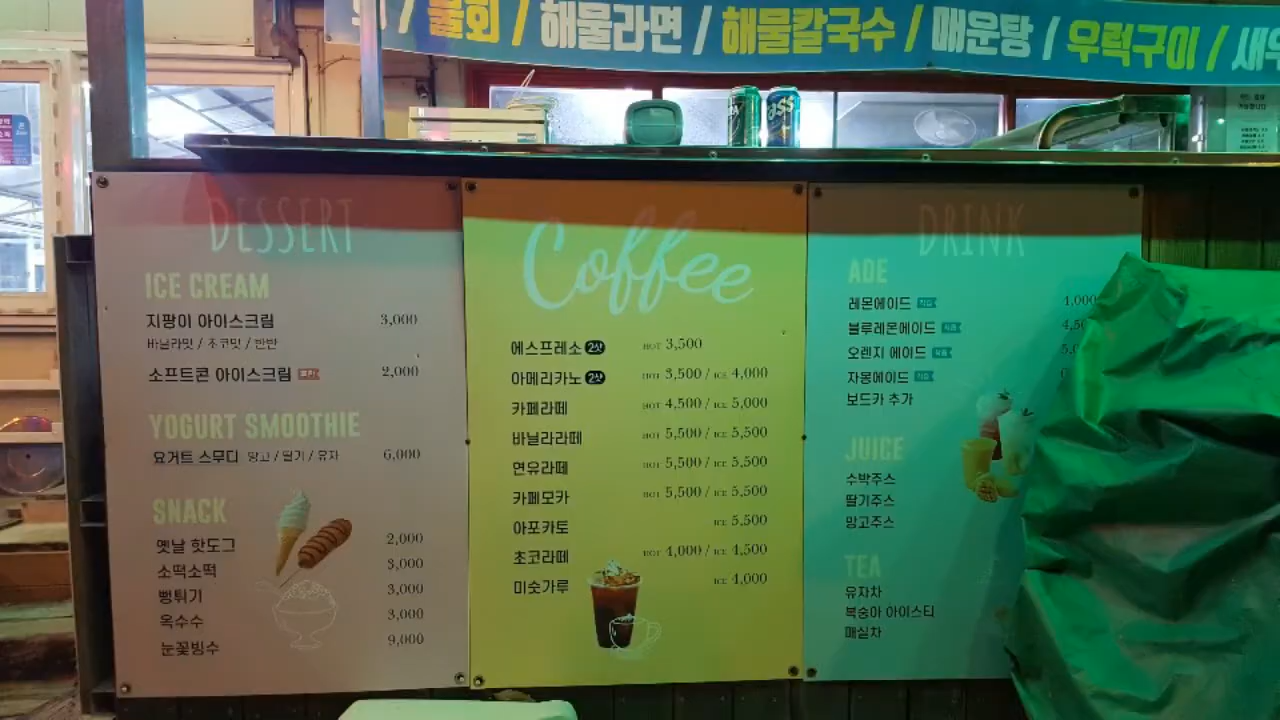 / 물회 / 해물라면 / 해물칼국수 / 매운탕 / 우럭구이 / 새우
DESSERT
ICE CREAM
지팡이 아이스크림 3,000
바닐라맛 / 초코맛 / 반반
소프트콘 아이스크림 2,000
YOGURT SMOOTHIE
요거트 스무디 망고 / 딸기 / 유자 6,000
SNACK
옛날 핫도그 2,000
소떡소떡 3,000
뻥튀기 3,000
옥수수 3,000
눈꽃빙수 9,000
Coffee
에스프레소 2샷 HOT 3,500
아메리카노 2샷 HOT 3,500 / ICE 4,000
카페라떼 HOT 4,500 / ICE 5,000
바닐라라떼 HOT 5,500 / ICE 5,500
연유라떼 HOT 5,500 / ICE 5,500
카페모카 HOT 5,500 / ICE 5,500
아포카토 ICE 5,500
초코라떼 HOT 4,000 / ICE 4,500
미숫가루 ICE 4,000
DRINK
ADE
레몬에이드 4,000
블루레몬에이드
오렌지 에이드
자몽에이드
보드카 추가
JUICE
수박주스
딸기주스
망고주스
TEA
유자차
복숭아 아이스티
매실차